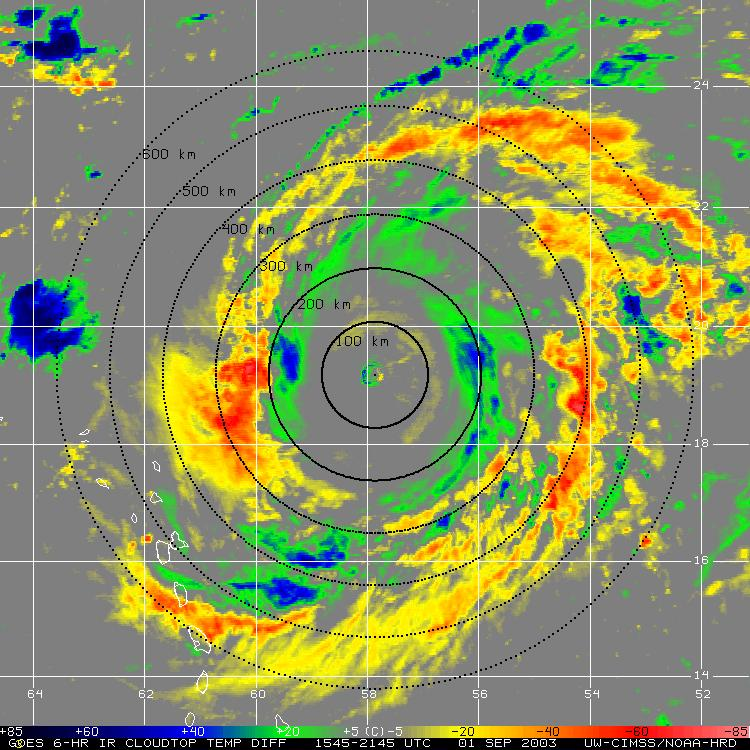 24
600 km
500 km
22
400 km
300 km
200 km
20
100 km
18
16
14
64 62 60 58 56 54 52
+85 +60 +40 +20 +5(C)-5 -20 -40 -60 -85
GOES 6-HR IR CLOUDTOP TEMP DIFF 1545-2145 UTC 01 SEP 2003 UW-CIMSS/NOAA-HRD